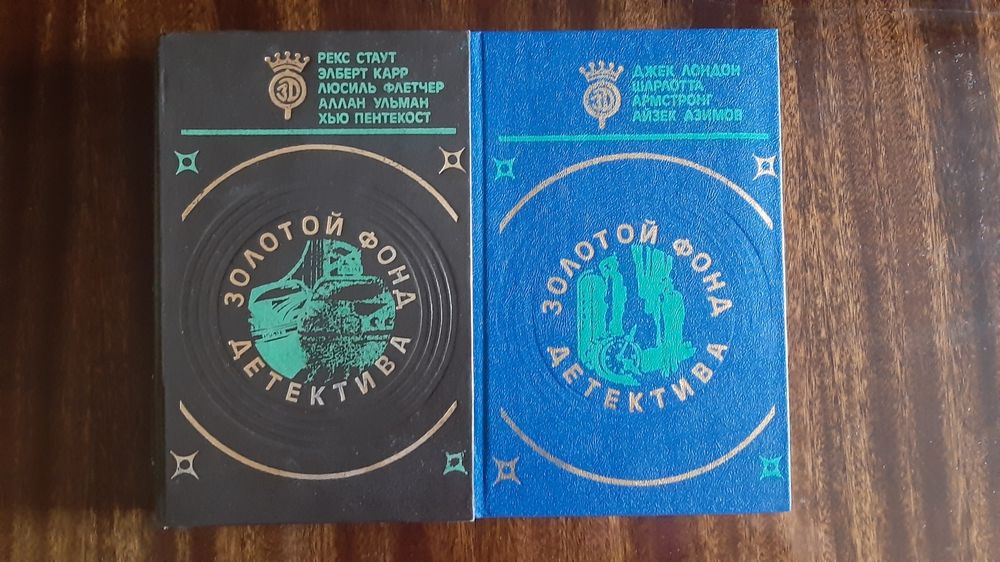 РЕКС СТАУТ
ЭЛБЕРТ КАРР
ЛЮСИЛЬ ФЛЕТЧЕР
АЛЛАН УЛЬМАН
ХЬЮ ПЕНТЕКОСТ
ЗОЛОТОЙ ФОНД
ДЕТЕКТИВА
ДЖЕК ЛОНДОН
ШАРЛОТТА
АРМСТРОНГ
АЙЗЕК АЗИМОВ
ЗОЛОТОЙ ФОНД
ДЕТЕКТИВА